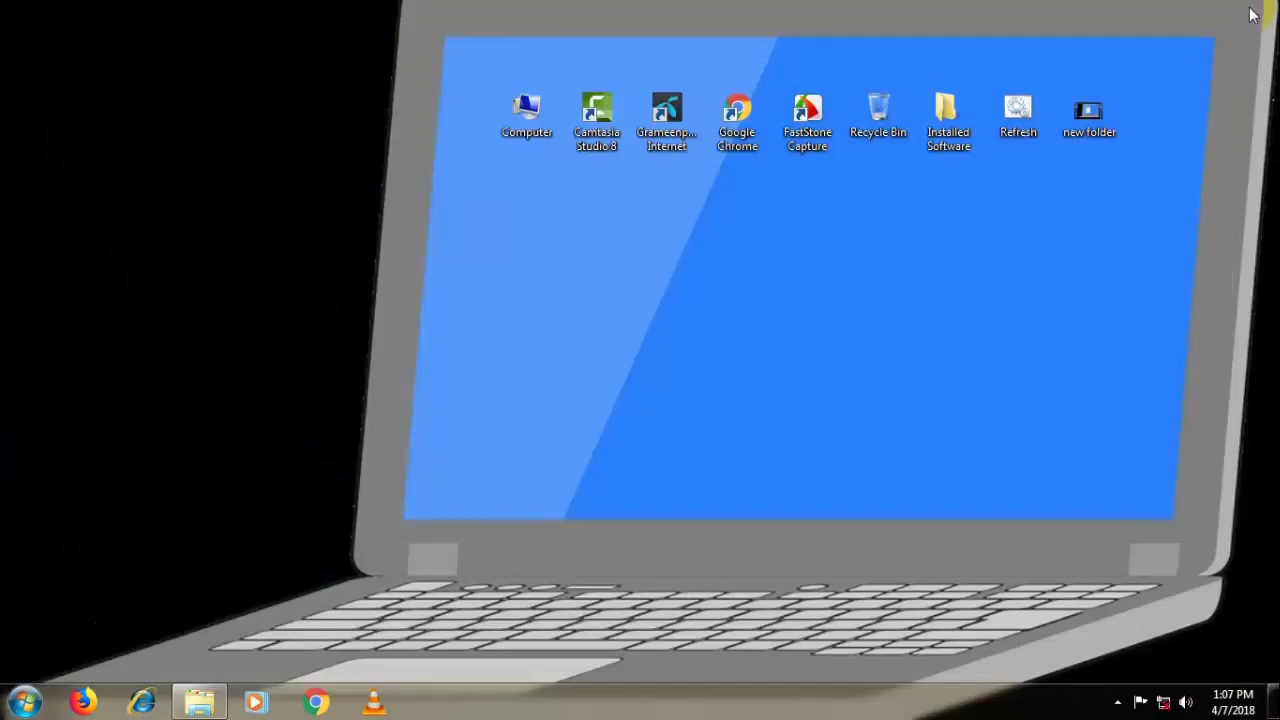 Computer
Camtasia
Studio 8
Grameenp...
Internet
Google
Chrome
FastStone
Capture
Recycle Bin
Installed
Software
Refresh
new folder
1:07 PM
4/7/2018